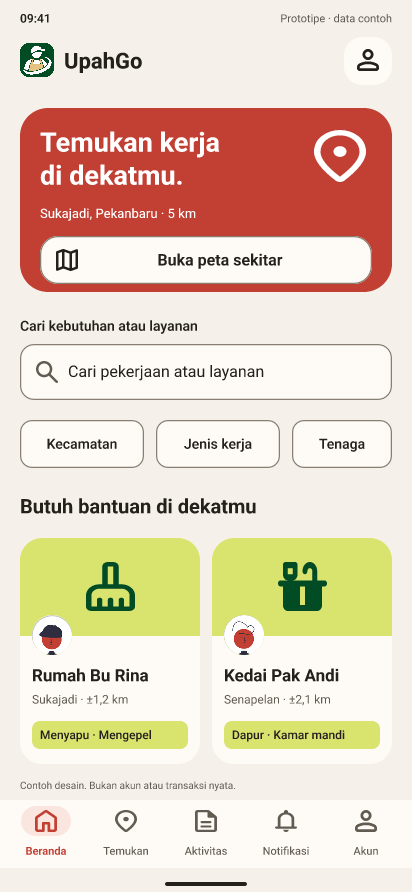 09:41
Prototipe · data contoh
UpahGo
Temukan kerja
di dekatmu.
Sukajadi, Pekanbaru · 5 km
Buka peta sekitar
Cari kebutuhan atau layanan
Cari pekerjaan atau layanan
Kecamatan
Jenis kerja
Tenaga
Butuh bantuan di dekatmu
Rumah Bu Rina
Sukajadi · ±1,2 km
Menyapu · Mengepel
Kedai Pak Andi
Senapelan · ±2,1 km
Dapur · Kamar mandi
Contoh desain. Bukan akun atau transaksi nyata.
Beranda
Temukan
Aktivitas
Notifikasi
Akun